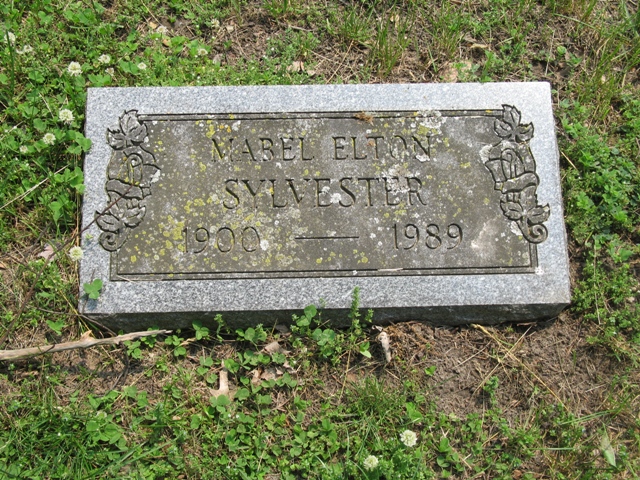 MABEL ELTON
SYLVESTER
1900 — 1989